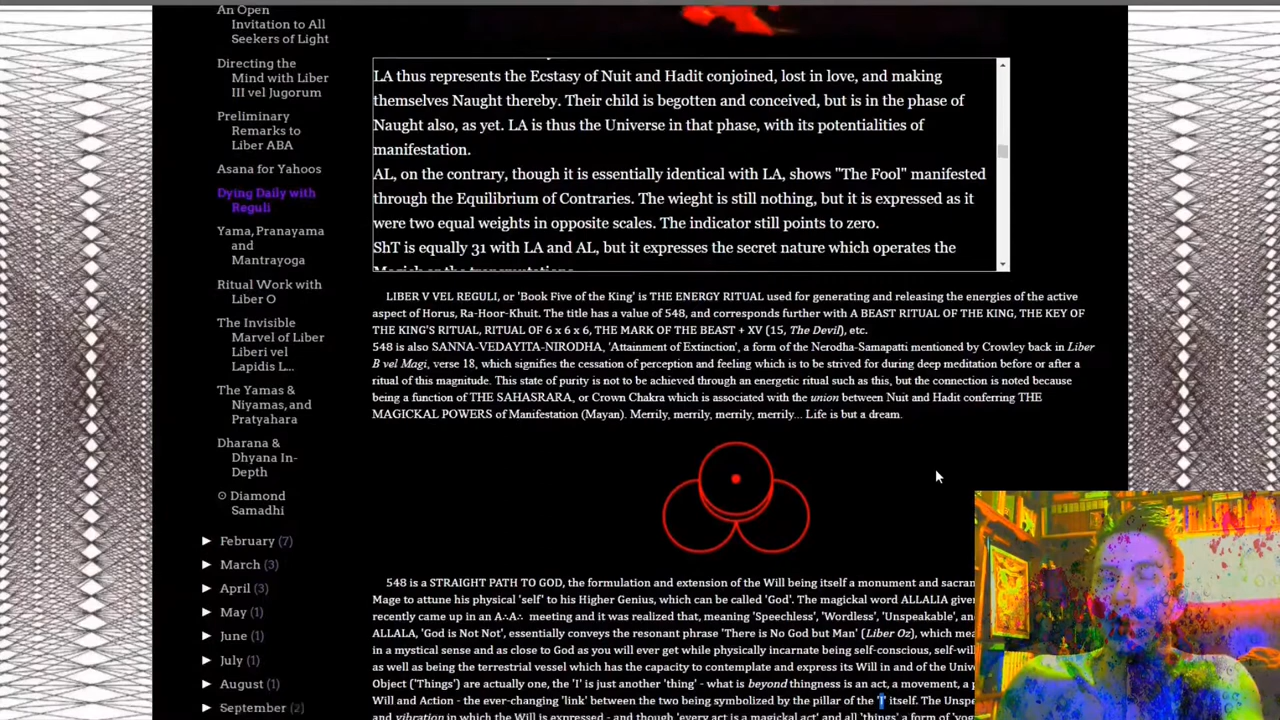 An Open
Invitation to All
Seekers of Light
Directing the
Mind with Liber
III vel Jugorum
Preliminary
Remarks to
Liber ABA
Asana for Yahoos
Dying Daily with
Reguli
Yama, Pranayama
and
Mantrayoga
Ritual Work with
Liber O
The Invisible
Marvel of Liber
Liberi vel
Lapidis L...
The Yamas &
Niyamas, and
Pratyahara
Dharana &
Dhyana In-
Depth
⊙ Diamond
Samadhi
► February (7)
► March (3)
► April (3)
► May (1)
► June (1)
► July (1)
► August (1)
► September (2)
LA thus represents the Ecstasy of Nuit and Hadit conjoined, lost in love, and making
themselves Naught thereby. Their child is begotten and conceived, but is in the phase of
Naught also, as yet. LA is thus the Universe in that phase, with its potentialities of
manifestation.
AL, on the contrary, though it is essentially identical with LA, shows "The Fool" manifested
through the Equilibrium of Contraries. The wieght is still nothing, but it is expressed as it
were two equal weights in opposite scales. The indicator still points to zero.
ShT is equally 31 with LA and AL, but it expresses the secret nature which operates the
LIBER V VEL REGULI, or 'Book Five of the King' is THE ENERGY RITUAL used for generating and releasing the energies of the active
aspect of Horus, Ra-Hoor-Khuit. The title has a value of 548, and corresponds further with A BEAST RITUAL OF THE KING, THE KEY OF
THE KING'S RITUAL, RITUAL OF 6 x 6 x 6, THE MARK OF THE BEAST + XV (15, The Devil), etc.
548 is also SANNA-VEDAYITA-NIRODHA, 'Attainment of Extinction', a form of the Nerodha-Samapatti mentioned by Crowley back in Liber
B vel Magi, verse 18, which signifies the cessation of perception and feeling which is to be strived for during deep meditation before or after a
ritual of this magnitude. This state of purity is not to be achieved through an energetic ritual such as this, but the connection is noted because
being a function of THE SAHASRARA, or Crown Chakra which is associated with the union between Nuit and Hadit conferring THE
MAGICKAL POWERS of Manifestation (Mayan). Merrily, merrily, merrily, merrily... Life is but a dream.
548 is a STRAIGHT PATH TO GOD, the formulation and extension of the Will being itself a monument and
Mage to attune his physical 'self' to his Higher Genius, which can be called 'God'. The magickal word ALLALIA
recently came up in an A∴A∴ meeting and it was realized that, meaning 'Speechless', 'Wordless', 'Unspeakable',
ALLALA, 'God is Not Not', essentially conveys the resonant phrase 'There is No God but Man' (Liber Oz), which
in a mystical sense and as close to God as you will ever get while physically incarnate being self-conscious,
as well as being the terrestrial vessel which has the capacity to contemplate and express its Will in and of the
Object ('Things') are actually one, the 'I' is just another 'thing' - what is beyond thingness is an act, a movement, a
Will and Action - the ever-changing 'link' between the two being synbolized by the pillar of the 'I' itself. The